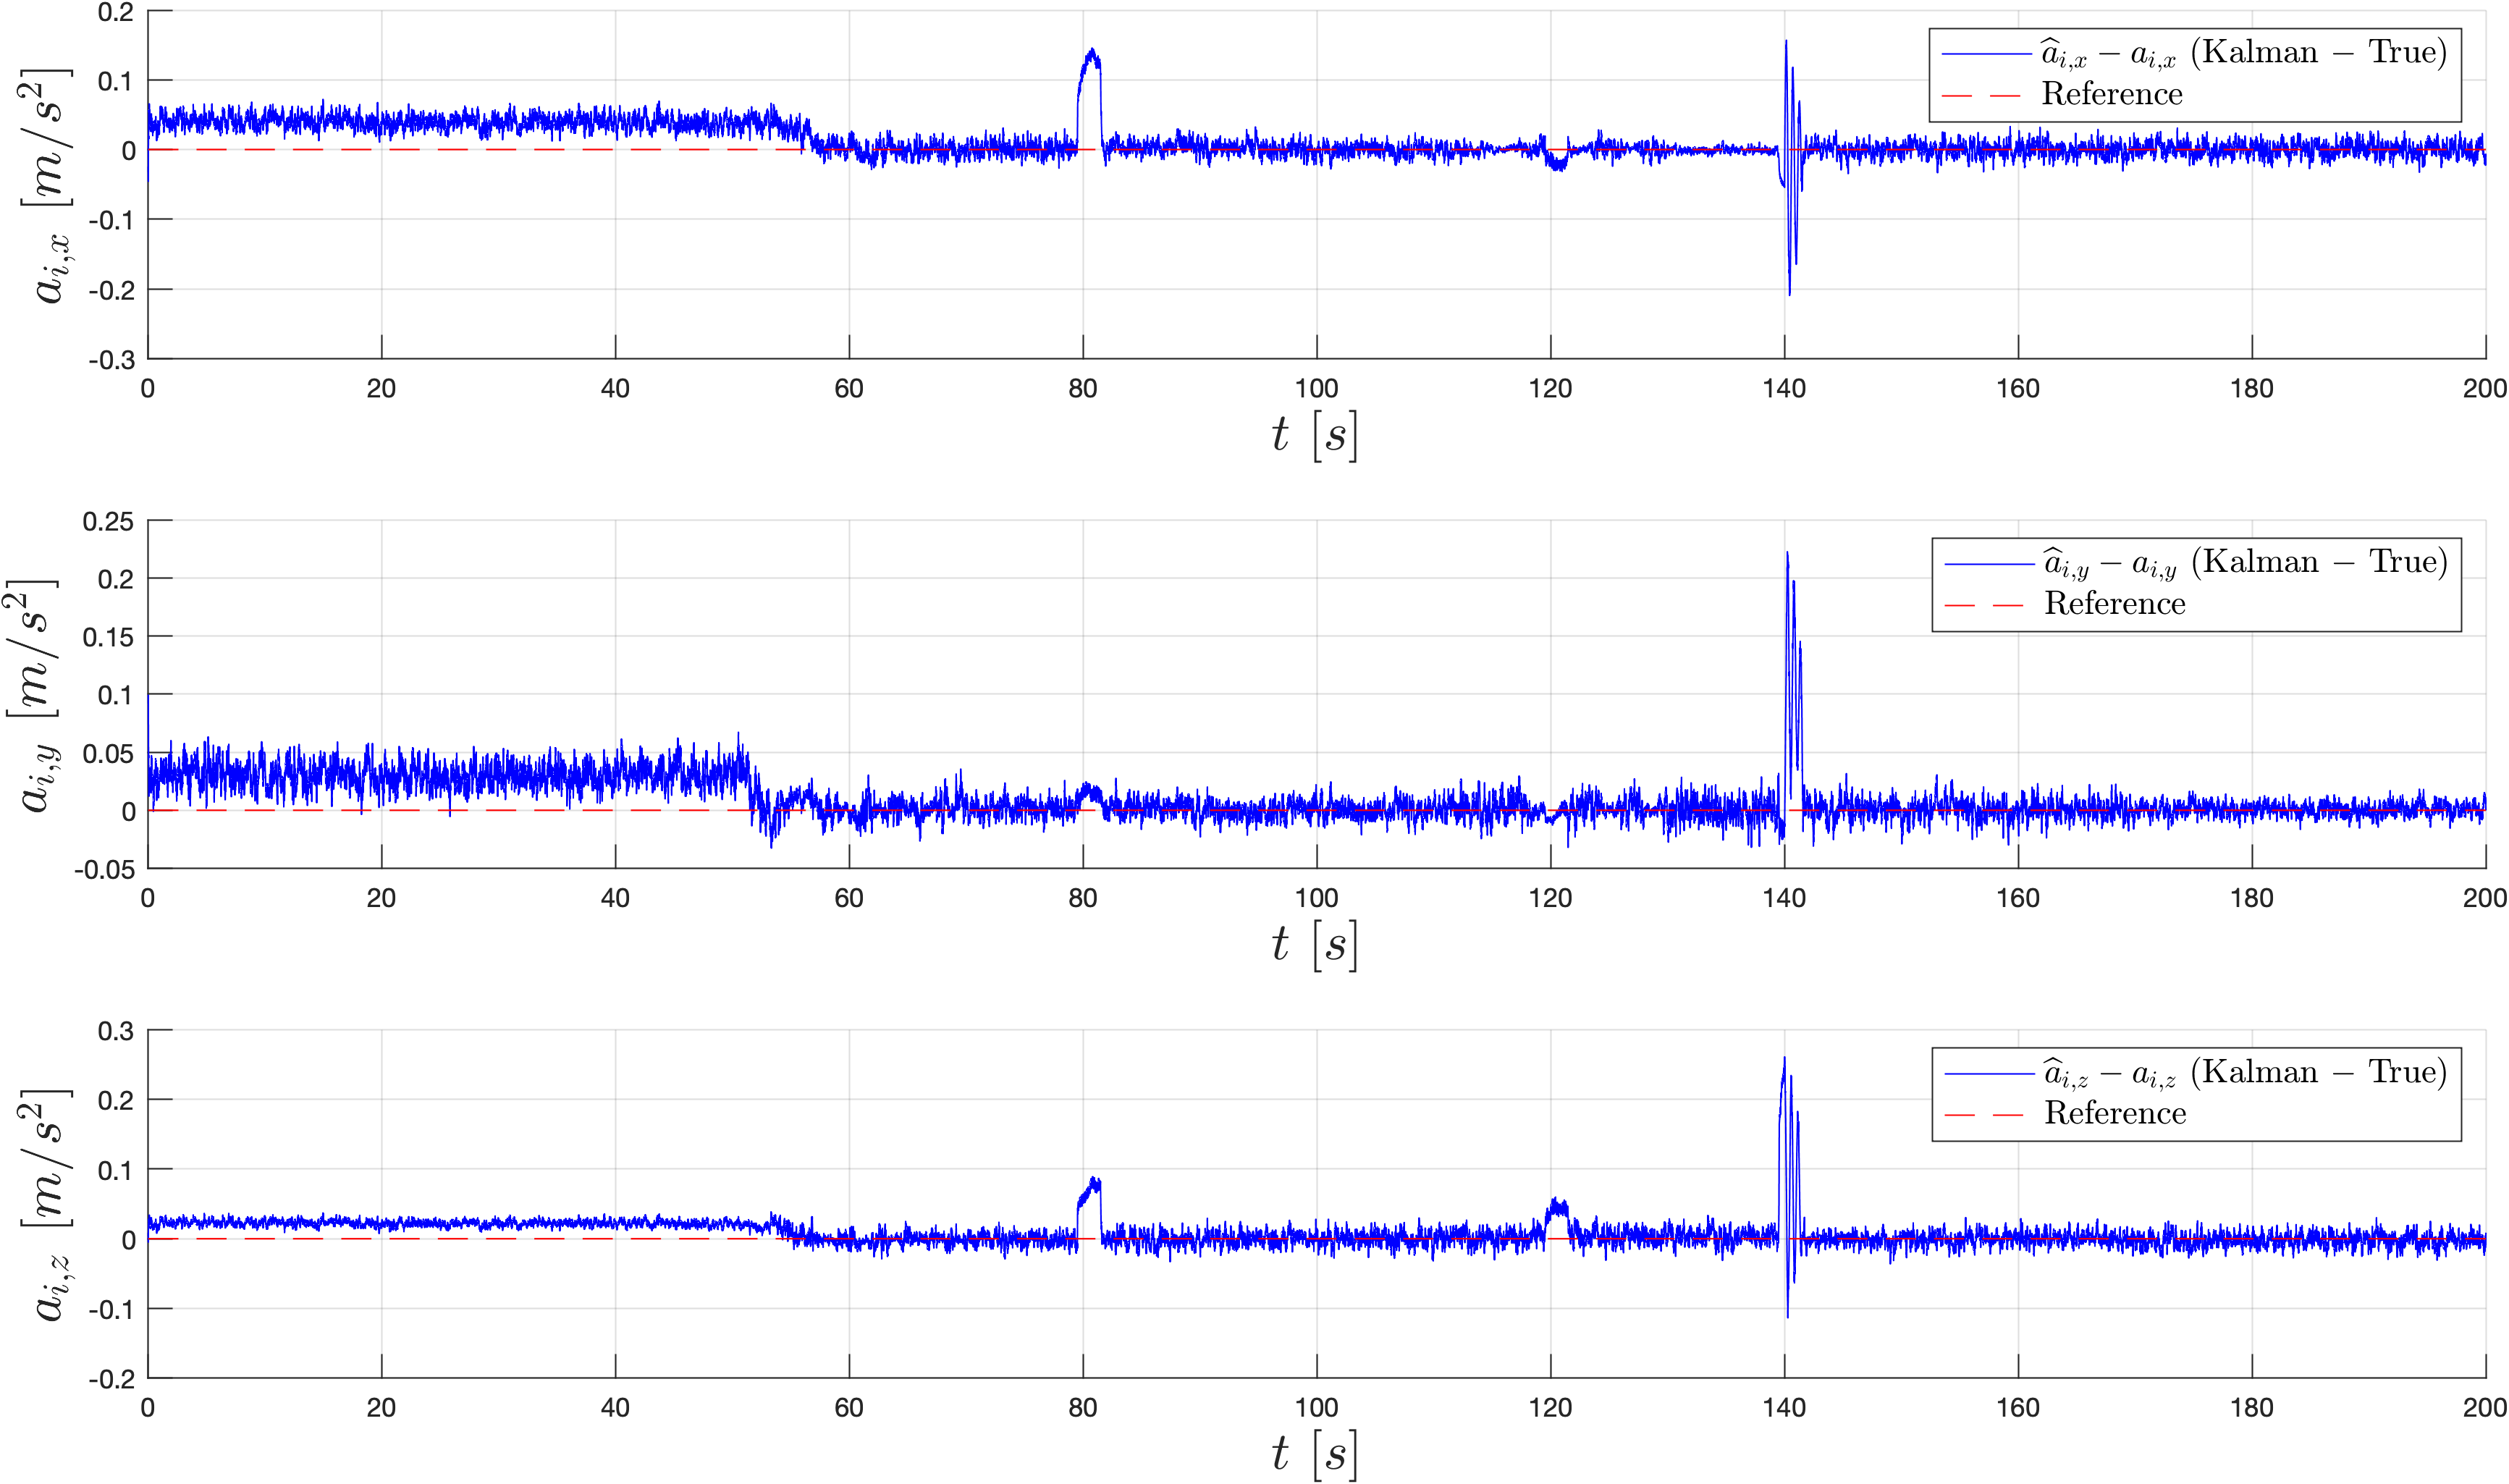 0.2
0.1
0
-0.1
-0.2
-0.3
a_{i,x} [m/s^2]
â_{i,x} − a_{i,x} (Kalman − True)
Reference
0 20 40 60 80 100 120 140 160 180 200
t [s]
0.25
0.2
0.15
0.1
0.05
0
-0.05
a_{i,y} [m/s^2]
â_{i,y} − a_{i,y} (Kalman − True)
Reference
0 20 40 60 80 100 120 140 160 180 200
t [s]
0.3
0.2
0.1
0
-0.1
-0.2
a_{i,z} [m/s^2]
â_{i,z} − a_{i,z} (Kalman − True)
Reference
0 20 40 60 80 100 120 140 160 180 200
t [s]